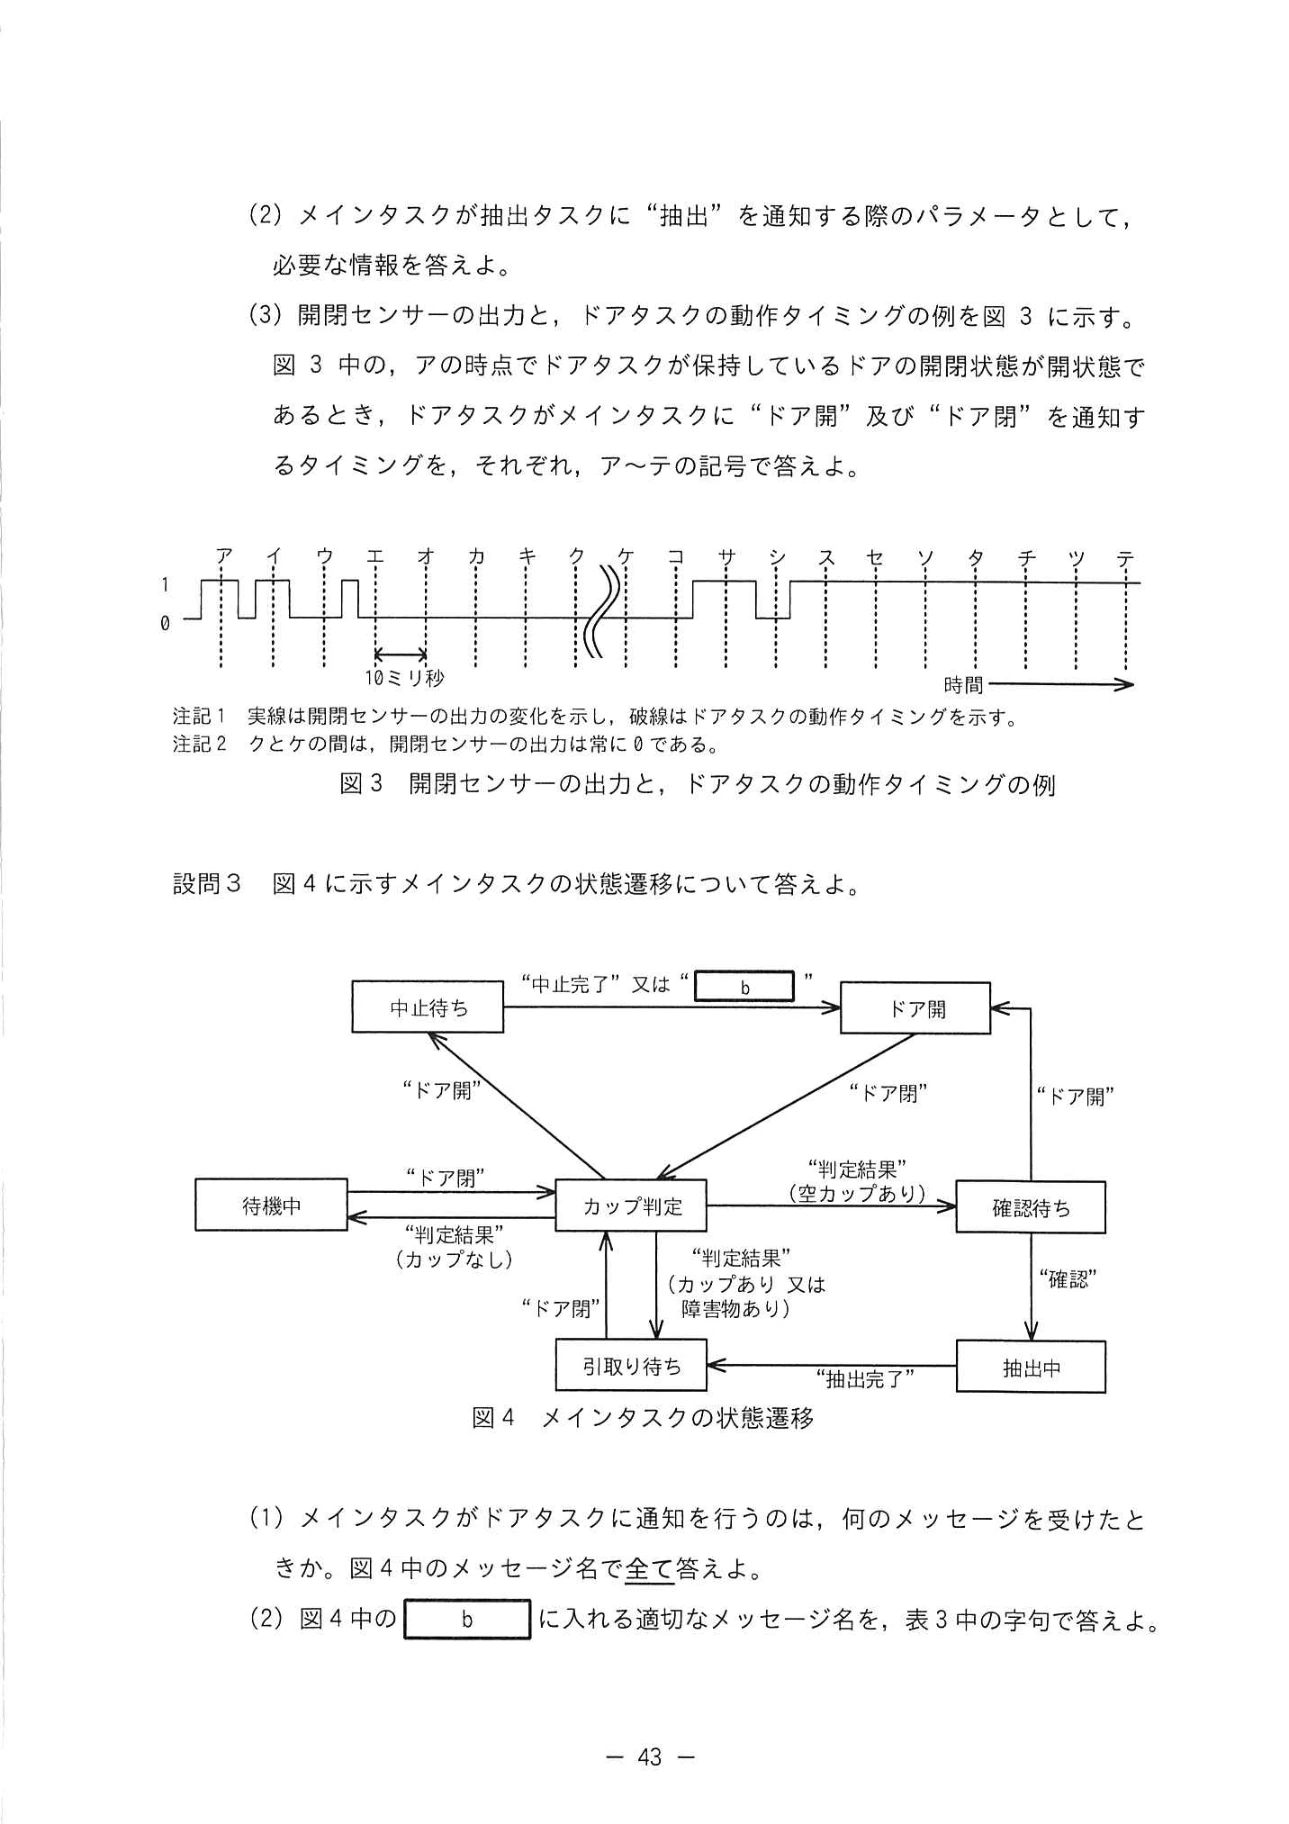 (2) メインタスクが抽出タスクに“抽出”を通知する際のパラメータとして，
必要な情報を答えよ。
(3) 開閉センサーの出力と，ドアタスクの動作タイミングの例を図 3 に示す。
図 3 中の，アの時点でドアタスクが保持しているドアの開閉状態が開状態で
あるとき，ドアタスクがメインタスクに“ドア開”及び“ドア閉”を通知す
るタイミングを，それぞれ，ア～テの記号で答えよ。
ア イ ウ エ オ カ キ ク ケ コ サ シ ス セ ソ タ チ ツ テ
1
0
10ミリ秒
時間
注記1 実線は開閉センサーの出力の変化を示し，破線はドアタスクの動作タイミングを示す。
注記2 クとケの間は，開閉センサーの出力は常に 0 である。
図3 開閉センサーの出力と，ドアタスクの動作タイミングの例
設問3 図4に示すメインタスクの状態遷移について答えよ。
“中止完了”又は“ b ”
中止待ち
ドア開
“ドア開”
“ドア閉”
“ドア開”
“ドア閉”
“判定結果”
(空カップあり)
待機中
カップ判定
確認待ち
“判定結果”
(カップなし)
“判定結果”
(カップあり 又は
障害物あり)
“ドア閉”
“確認”
引取り待ち
抽出中
“抽出完了”
図4 メインタスクの状態遷移
(1) メインタスクがドアタスクに通知を行うのは，何のメッセージを受けたと
きか。図4中のメッセージ名で全て答えよ。
(2) 図4中の b に入れる適切なメッセージ名を，表3中の字句で答えよ。
－ 43 －